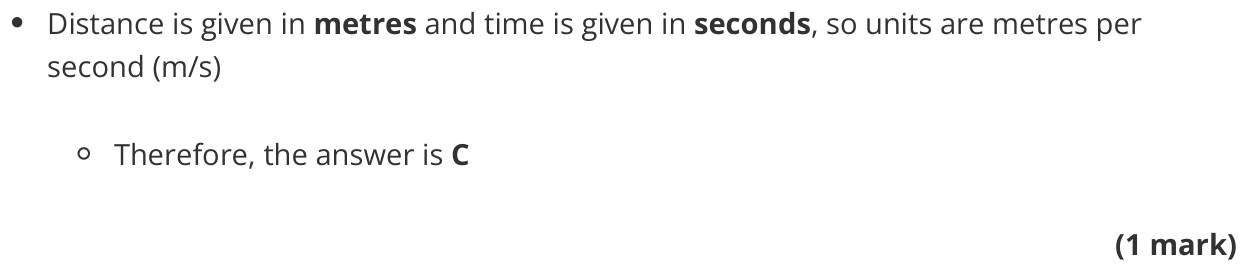 • Distance is given in metres and time is given in seconds, so units are metres per
second (m/s)
○ Therefore, the answer is C
(1 mark)